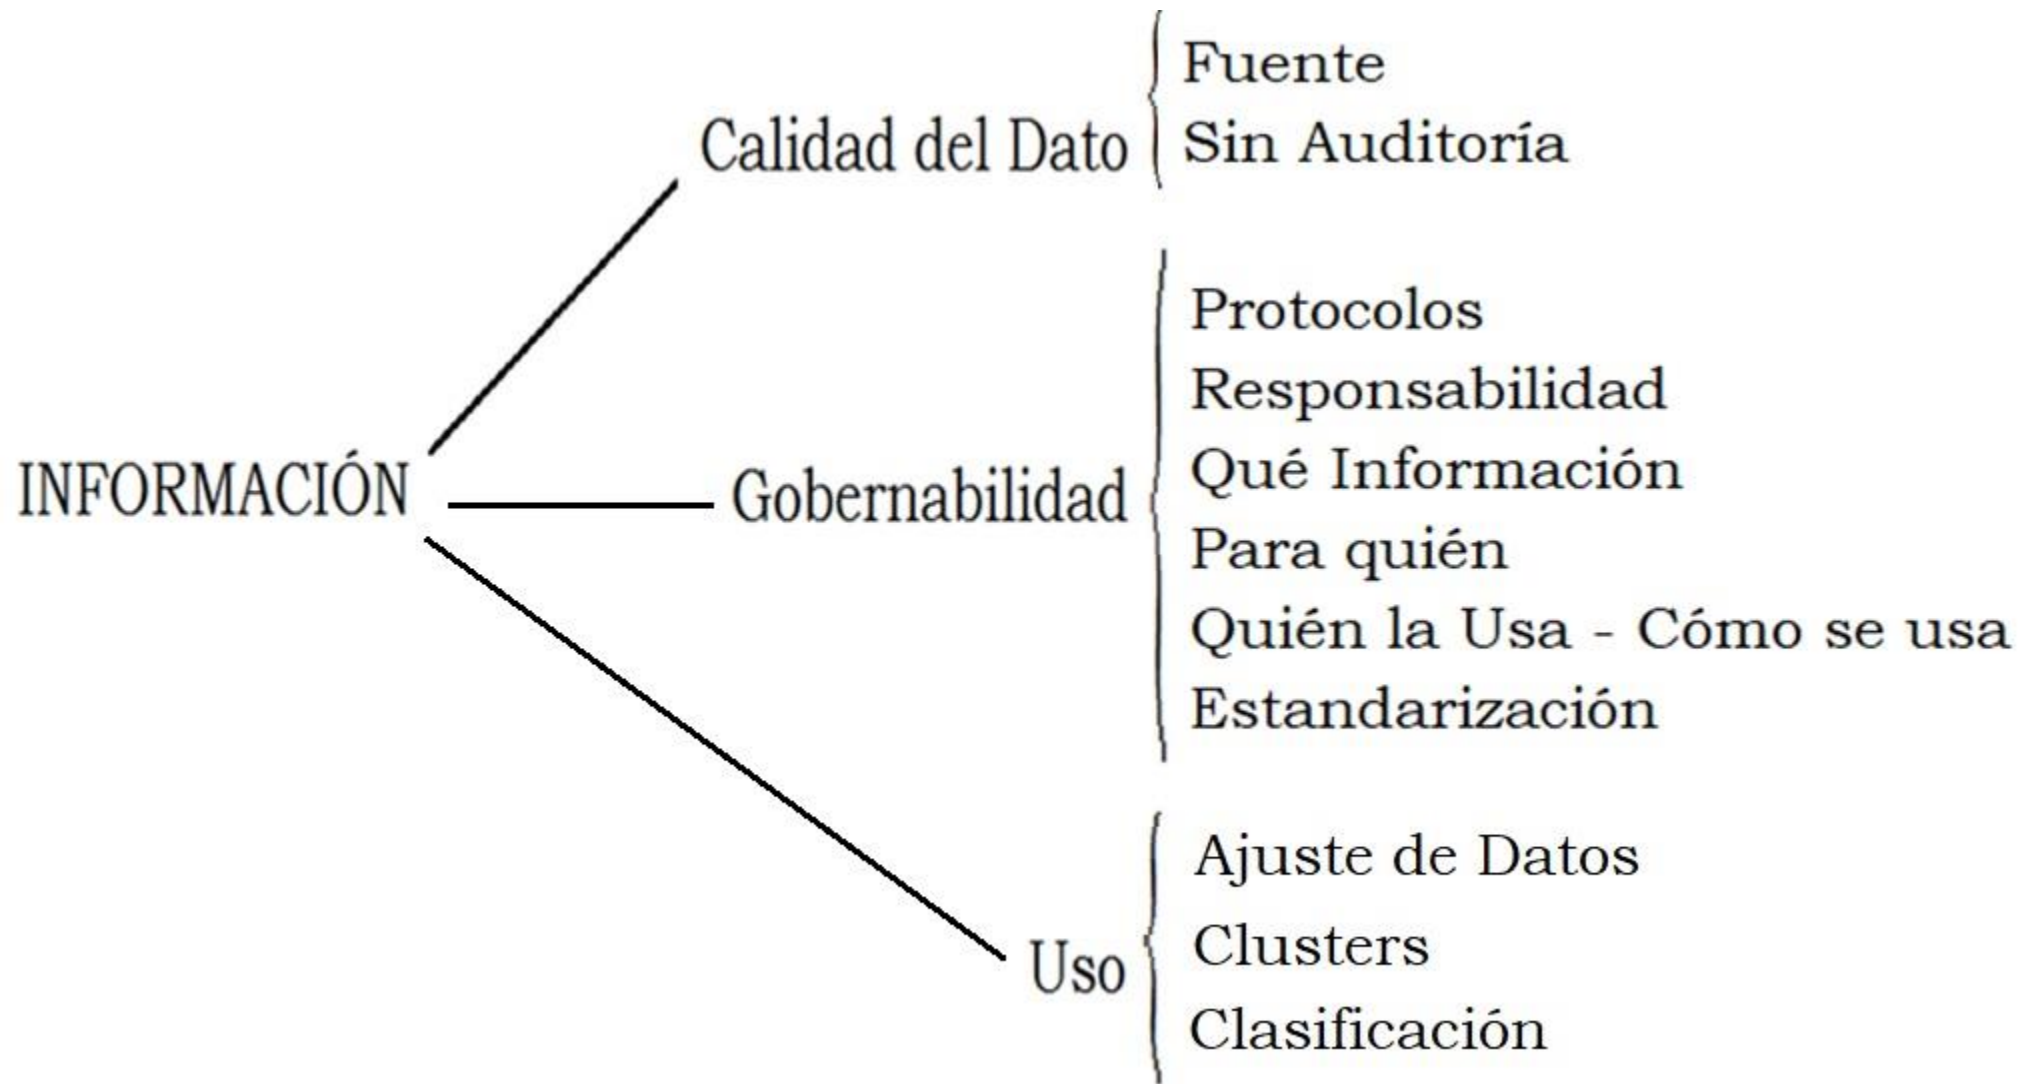 Fuente
Calidad del Dato
Sin Auditoría
Protocolos
Responsabilidad
Qué Información
INFORMACIÓN
Gobernabilidad
Para quién
Quién la Usa - Cómo se usa
Estandarización
Ajuste de Datos
Clusters
Uso
Clasificación